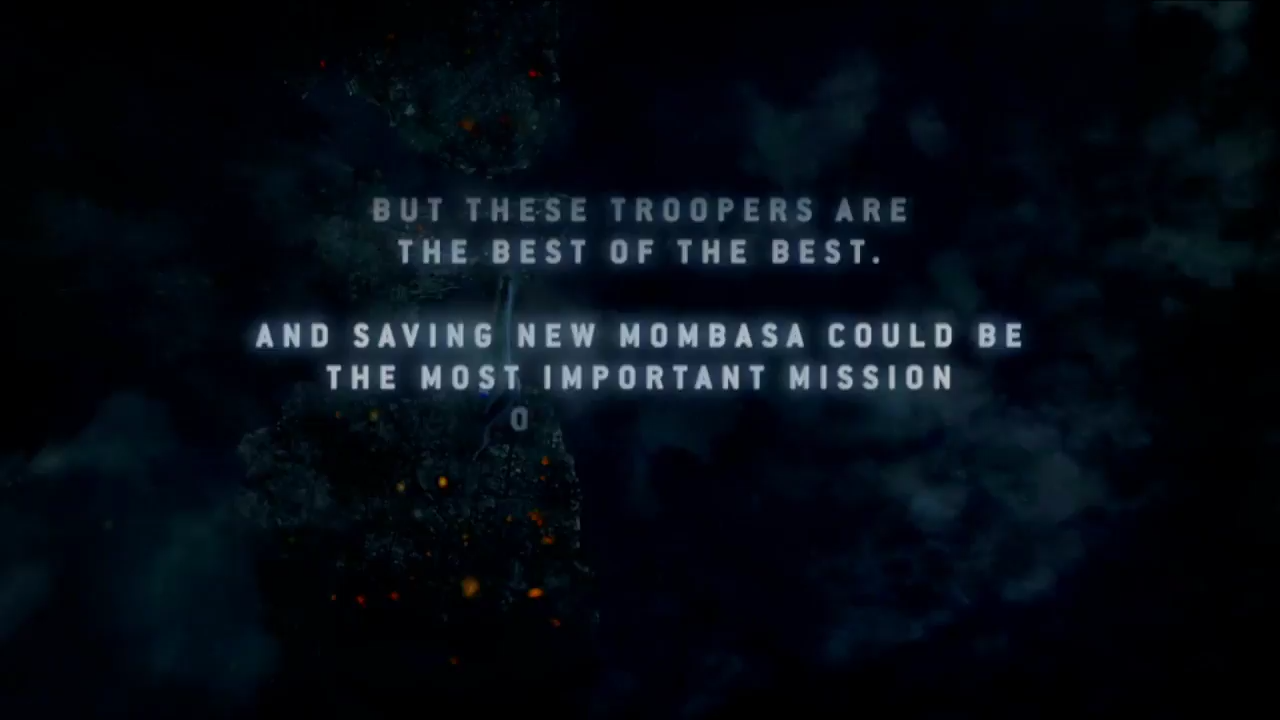 BUT THESE TROOPERS ARE
THE BEST OF THE BEST.
AND SAVING NEW MOMBASA COULD BE
THE MOST IMPORTANT MISSION
O